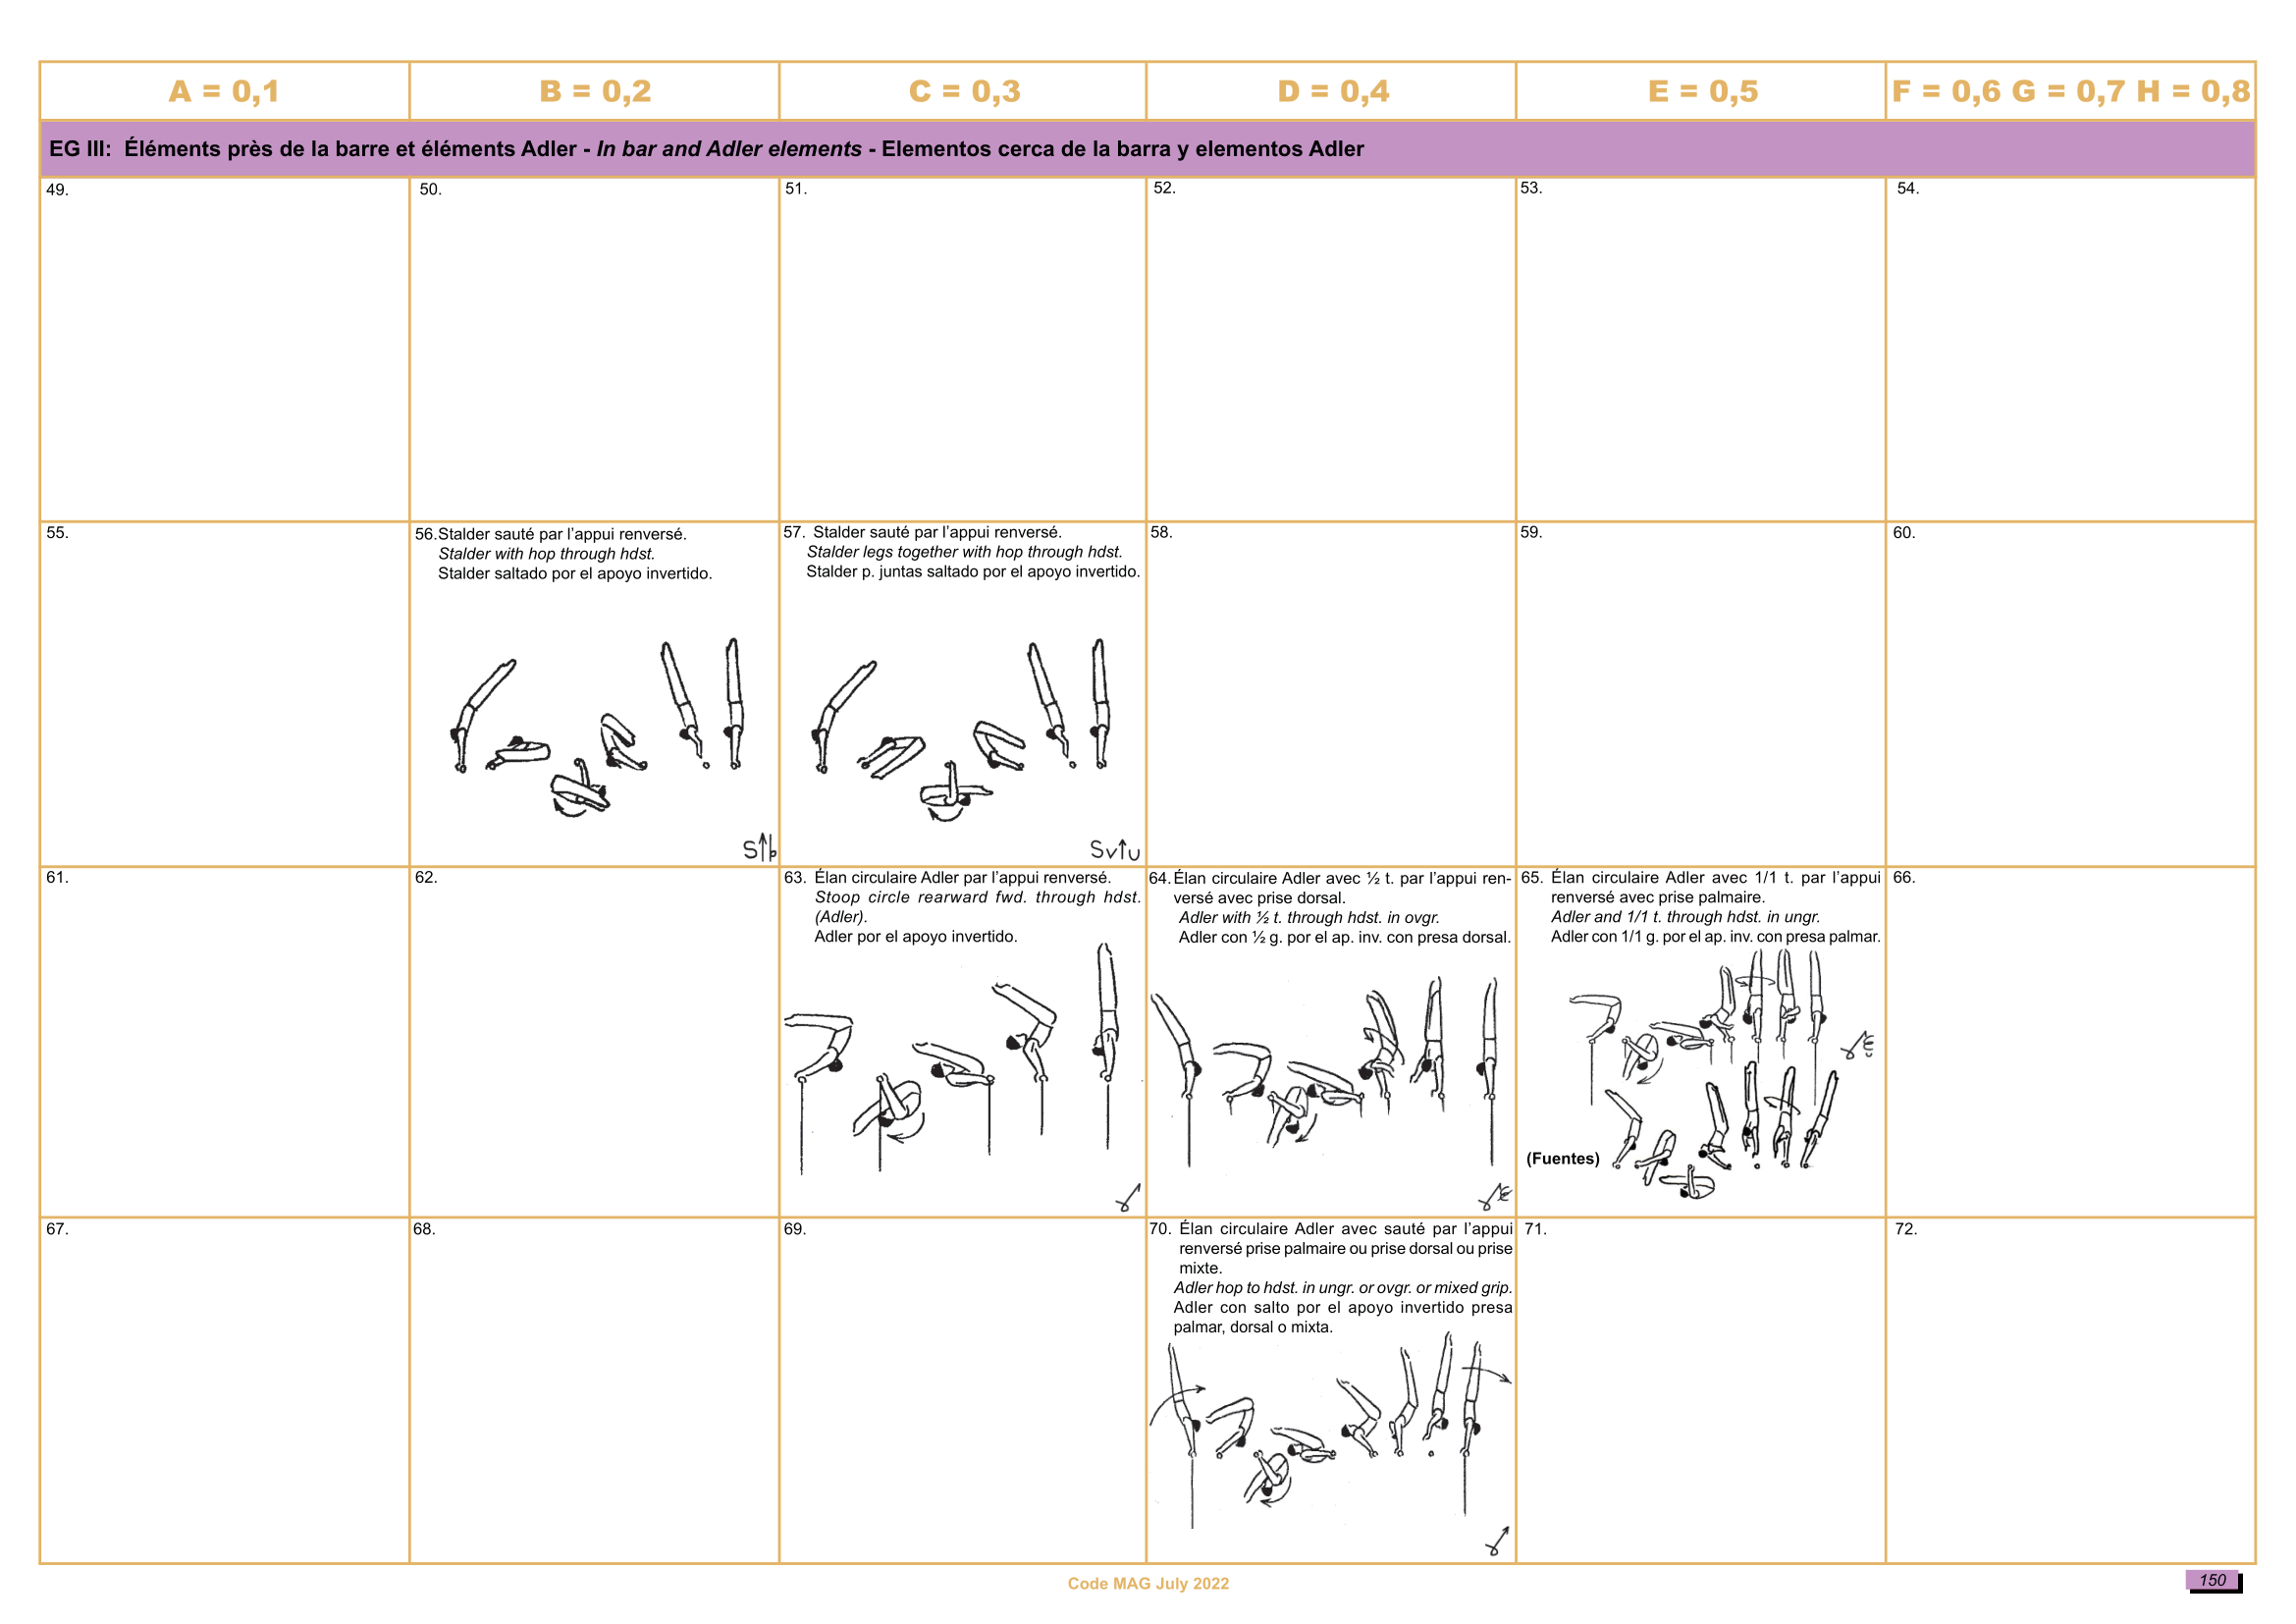 A = 0,1
B = 0,2
C = 0,3
D = 0,4
E = 0,5
F = 0,6 G = 0,7 H = 0,8
EG III: Éléments près de la barre et éléments Adler - In bar and Adler elements - Elementos cerca de la barra y elementos Adler
49.
50.
51.
52.
53.
54.
55.
56.Stalder sauté par l'appui renversé.
Stalder with hop through hdst.
Stalder saltado por el apoyo invertido.
57. Stalder sauté par l'appui renversé.
Stalder legs together with hop through hdst.
Stalder p. juntas saltado por el apoyo invertido.
58.
59.
60.
61.
62.
63. Élan circulaire Adler par l'appui renversé.
Stoop circle rearward fwd. through hdst.
(Adler).
Adler por el apoyo invertido.
64. Élan circulaire Adler avec ½ t. par l'appui ren-
versé avec prise dorsal.
Adler with ½ t. through hdst. in ovgr.
Adler con ½ g. por el ap. inv. con presa dorsal.
65. Élan circulaire Adler avec 1/1 t. par l'appui
renversé avec prise palmaire.
Adler and 1/1 t. through hdst. in ungr.
Adler con 1/1 g. por el ap. inv. con presa palmar.
(Fuentes)
66.
67.
68.
69.
70. Élan circulaire Adler avec sauté par l'appui
renversé prise palmaire ou prise dorsal ou prise
mixte.
Adler hop to hdst. in ungr. or ovgr. or mixed grip.
Adler con salto por el apoyo invertido presa
palmar, dorsal o mixta.
71.
72.
Code MAG July 2022
150